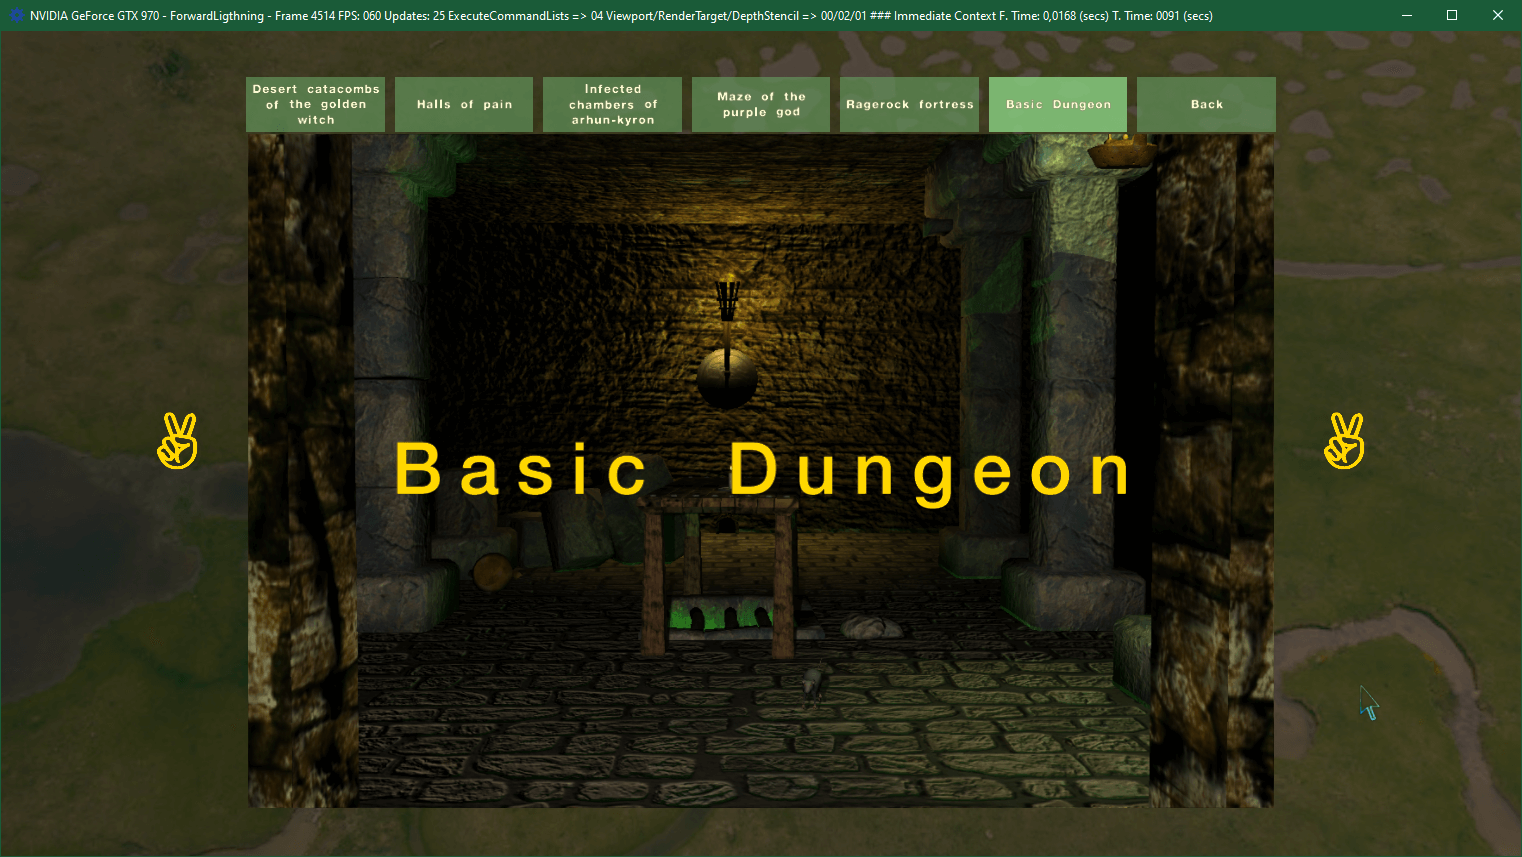 NVIDIA GeForce GTX 970 - ForwardLigthning - Frame 4514 FPS: 060 Updates: 25 ExecuteCommandLists => 04 Viewport/RenderTarget/DepthStencil => 00/02/01 ### Immediate Context F. Time: 0,0168 (secs) T. Time: 0091 (secs)
Desert catacombs
of the golden
witch
Halls of pain
Infected
chambers of
arhun-kyron
Maze of the
purple god
Ragerock fortress
Basic Dungeon
Back
Basic Dungeon